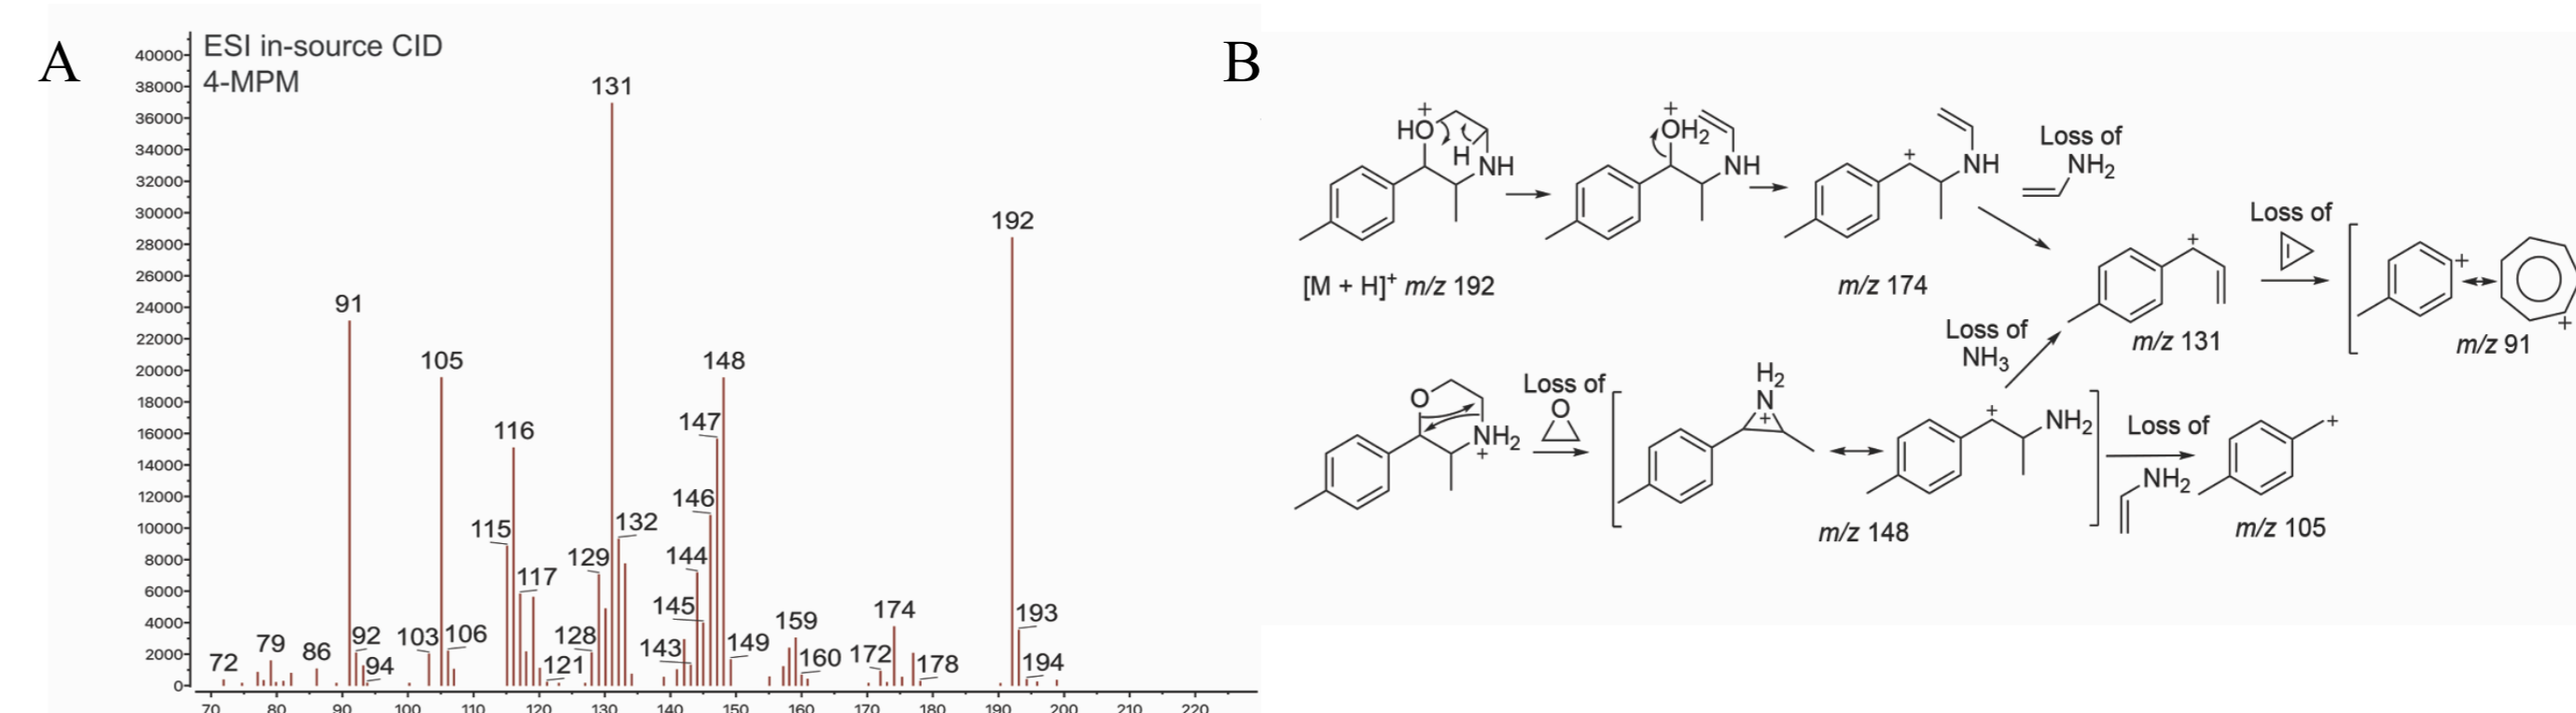 A
ESI in-source CID
4-MPM
40000
38000
36000
34000
32000
30000
28000
26000
24000
22000
20000
18000
16000
14000
12000
10000
8000
6000
4000
2000
0
131
192
91
105
148
147
116
146
115
132
129
144
117
145
174
159
193
79
86
92
103
106
128
143
149
160
172
178
194
72
94
121
70 80 90 100 110 120 130 140 150 160 170 180 190 200 210 220
B
+
HO
H
NH
[M + H]+ m/z 192
+
OH2
NH
+
NH
m/z 174
Loss of
NH2
+
m/z 131
Loss of
+
+
m/z 91
Loss of
NH3
O
NH2
+
Loss of
O
H2
N
+
+
NH2
m/z 148
Loss of
NH2
+
m/z 105